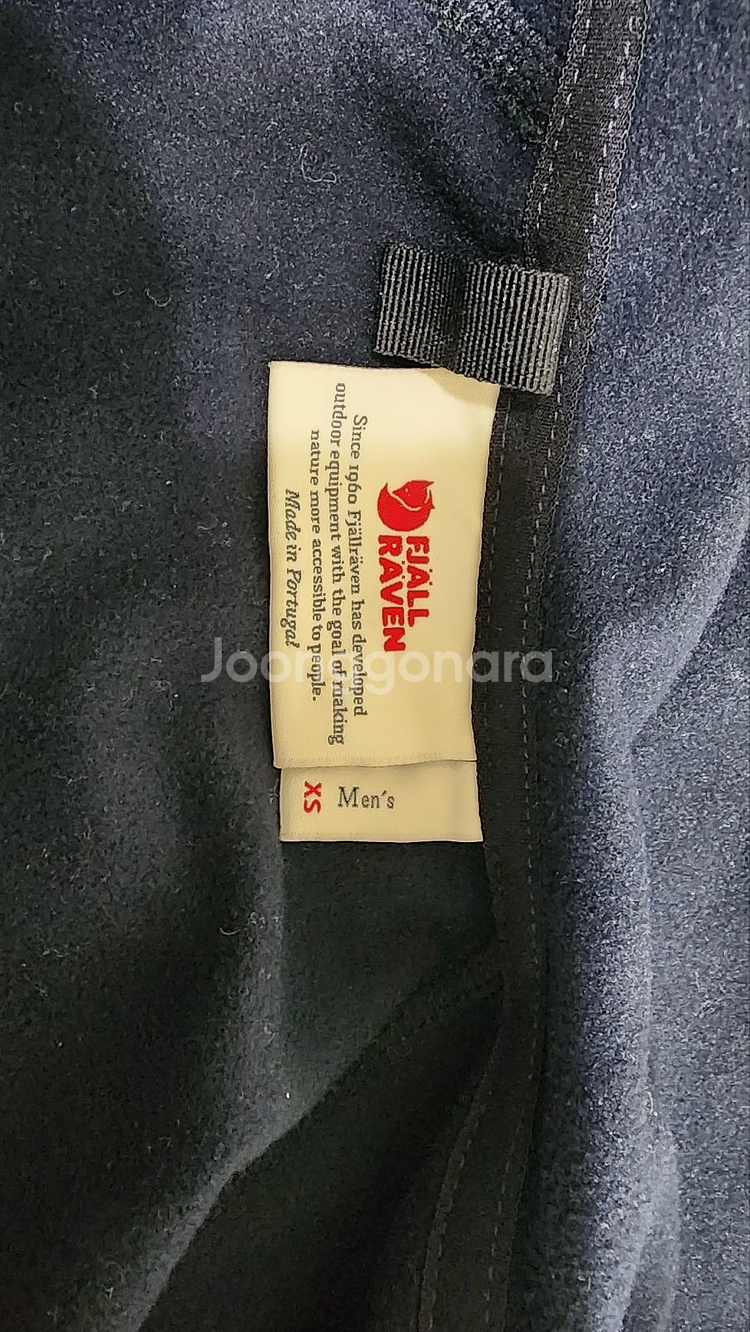 FJÄLL
RÄVEN
Since 1960 Fjällräven has developed
outdoor equipment with the goal of making
nature more accessible to people.
Made in Portugal
Men's
XS
Joonggonara